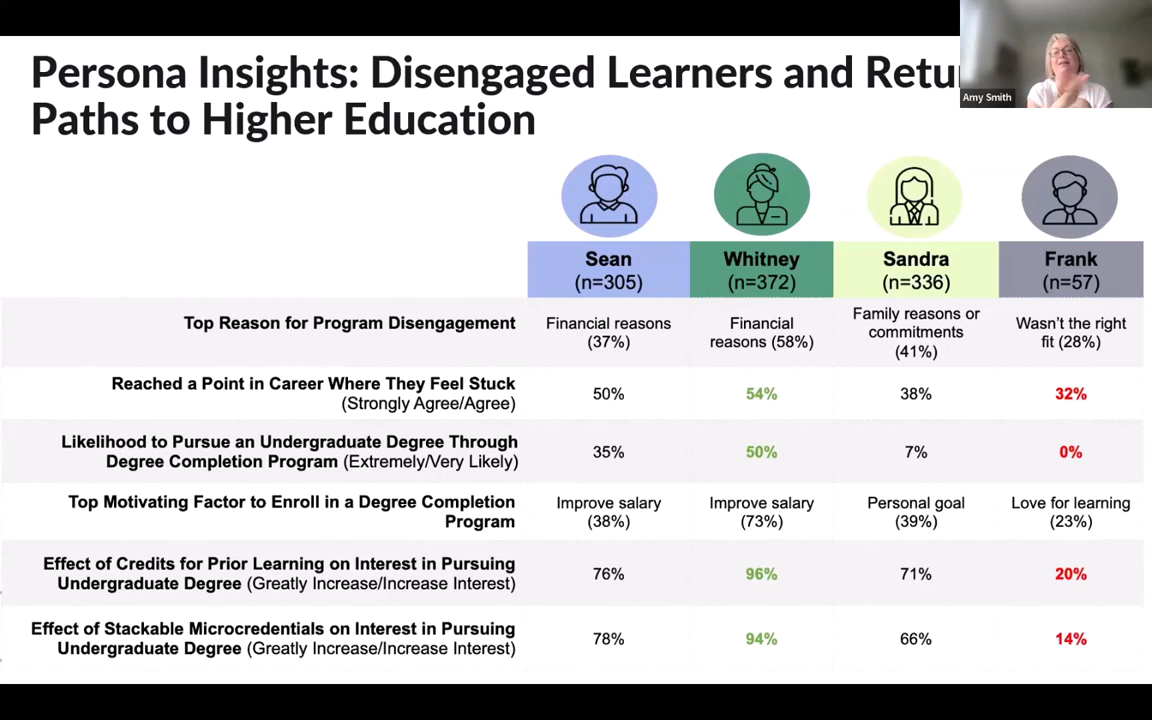 Persona Insights: Disengaged Learners and
Paths to Higher Education
Amy Smith
Sean
(n=305)
Whitney
(n=372)
Sandra
(n=336)
Frank
(n=57)
Top Reason for Program Disengagement
Financial reasons
(37%)
Financial
reasons (58%)
Family reasons or
commitments
(41%)
Wasn't the right
fit (28%)
Reached a Point in Career Where They Feel Stuck
(Strongly Agree/Agree)
50%
54%
38%
32%
Likelihood to Pursue an Undergraduate Degree Through
Degree Completion Program (Extremely/Very Likely)
35%
50%
7%
0%
Top Motivating Factor to Enroll in a Degree Completion
Program
Improve salary
(38%)
Improve salary
(73%)
Personal goal
(39%)
Love for learning
(23%)
Effect of Credits for Prior Learning on Interest in Pursuing
Undergraduate Degree (Greatly Increase/Increase Interest)
76%
96%
71%
20%
Effect of Stackable Microcredentials on Interest in Pursuing
Undergraduate Degree (Greatly Increase/Increase Interest)
78%
94%
66%
14%